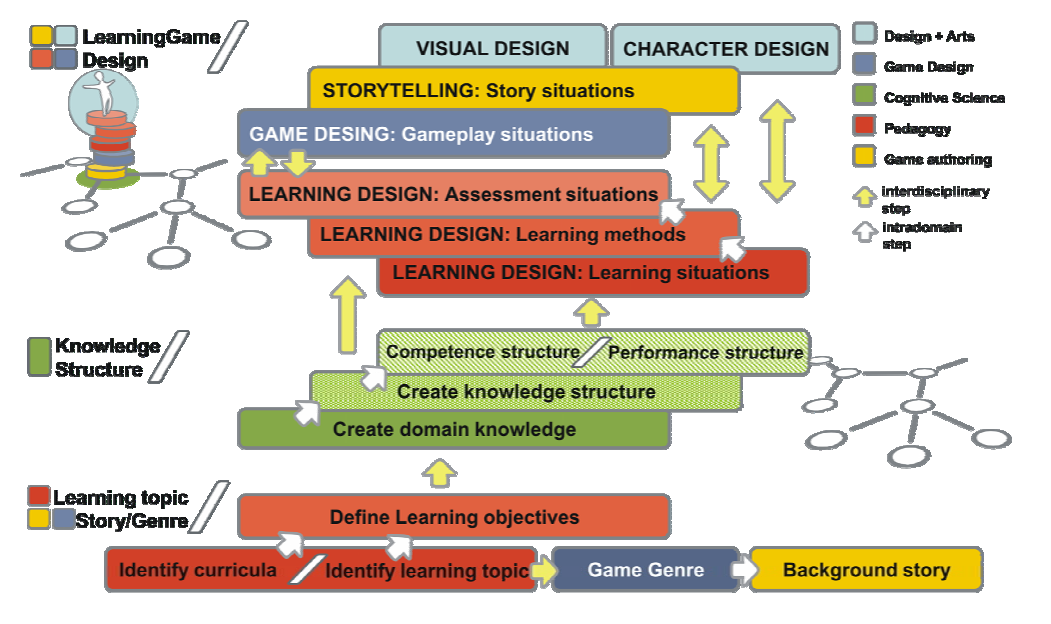 LearningGame
Design
VISUAL DESIGN
CHARACTER DESIGN
STORYTELLING: Story situations
GAME DESING: Gameplay situations
LEARNING DESIGN: Assessment situations
LEARNING DESIGN: Learning methods
LEARNING DESIGN: Learning situations
Design + Arts
Game Design
Cognitive Science
Pedagogy
Game authoring
interdisciplinary
step
intradomain
step
Knowledge
Structure
Competence structure
Performance structure
Create knowledge structure
Create domain knowledge
Learning topic
Story/Genre
Define Learning objectives
Identify curricula
Identify learning topic
Game Genre
Background story